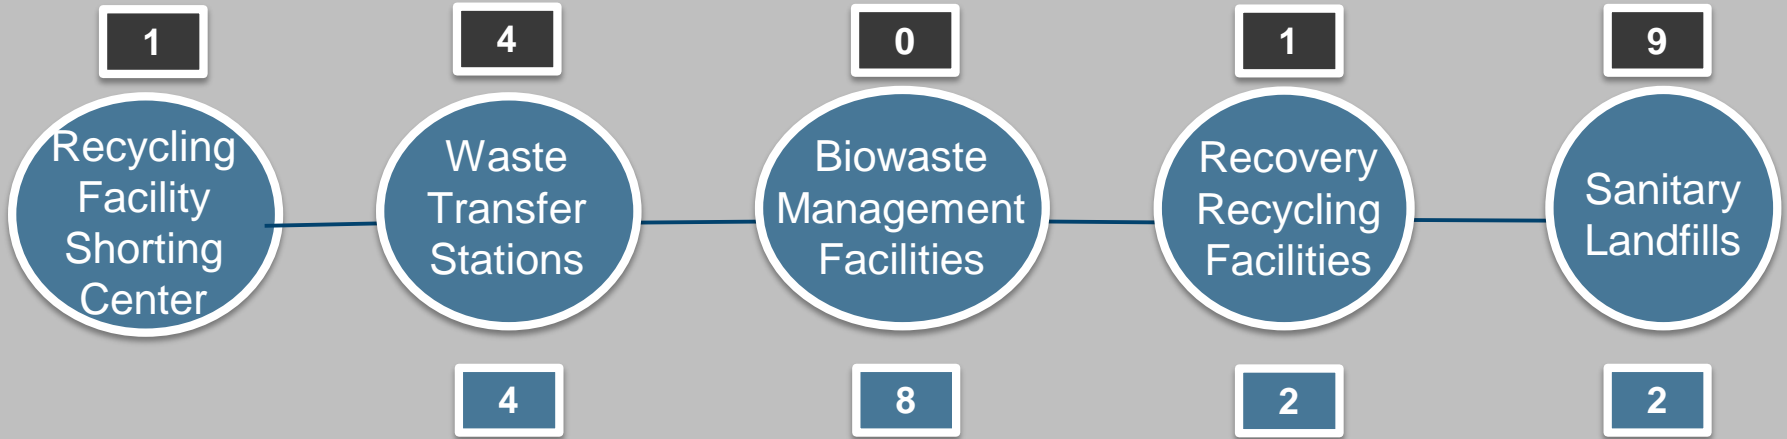 1
4
0
1
9
Recycling
Facility
Shorting
Center
Waste
Transfer
Stations
Biowaste
Management
Facilities
Recovery
Recycling
Facilities
Sanitary
Landfills
4
8
2
2